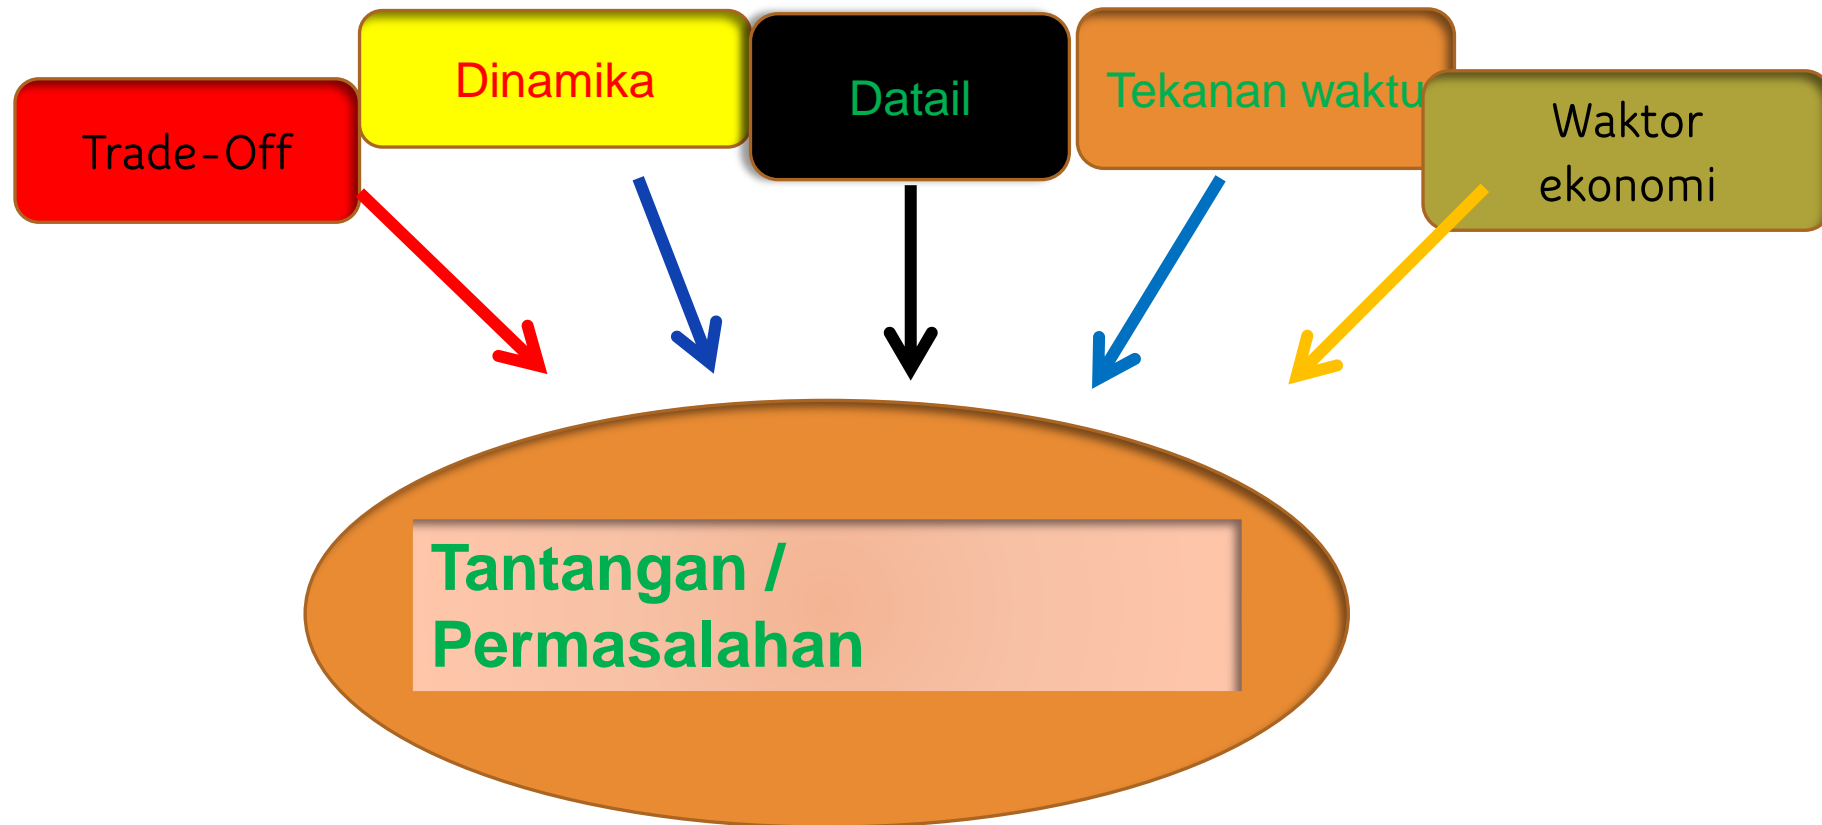 Trade-Off
Dinamika
Datail
Tekanan waktu
Waktor
ekonomi
Tantangan /
Permasalahan